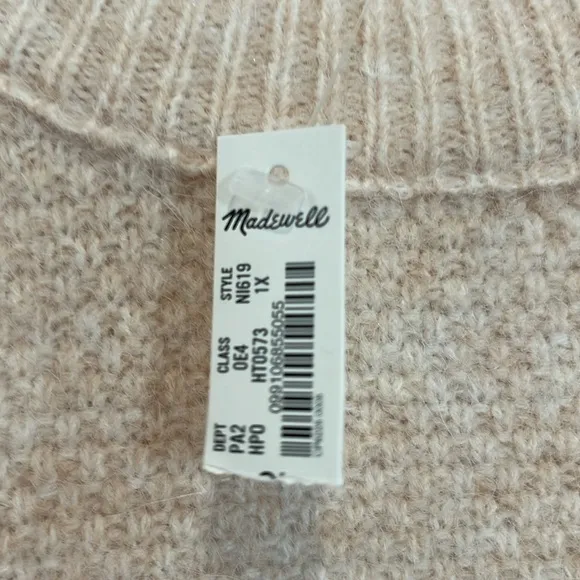 Madewell
DEPT CLASS STYLE
PA2 0E4 NI619
HPO HT0573 1X
099106855055